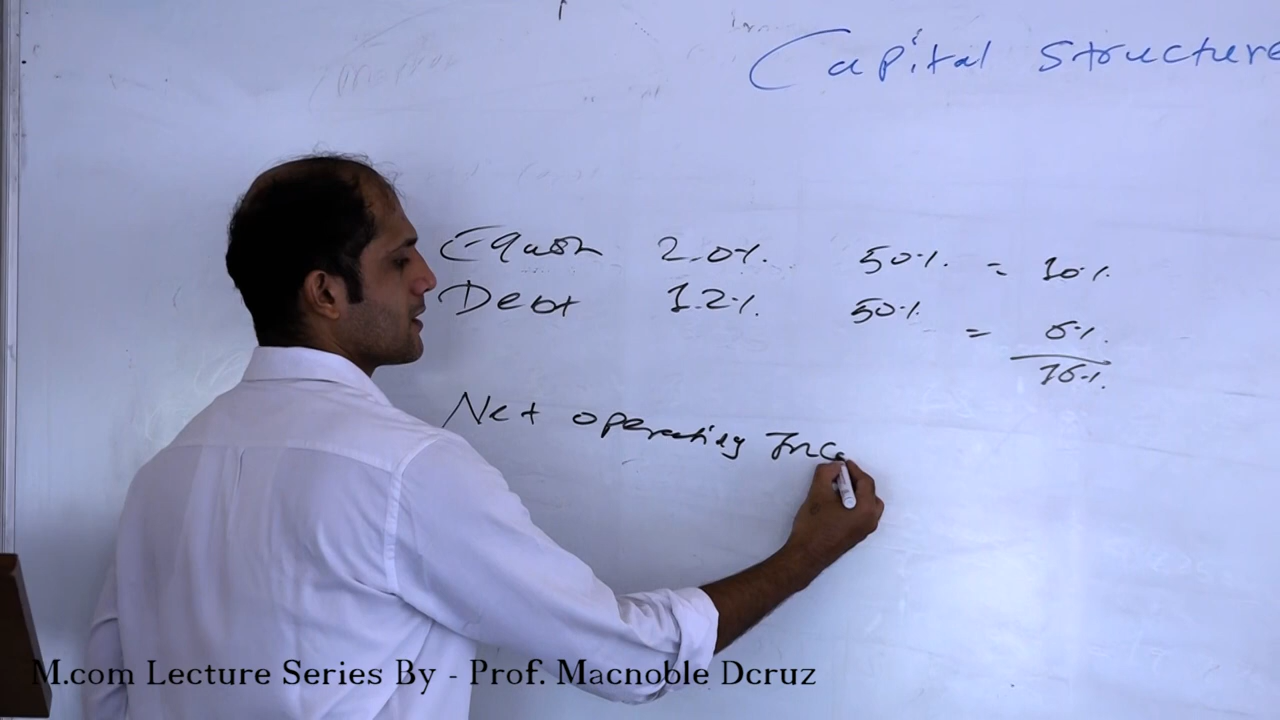 Capital Structure
Equity 20% 50% = 10%
Debt 12% 50% = 6%
16%
Net operating Inco
M.com Lecture Series By - Prof. Macnoble Dcruz